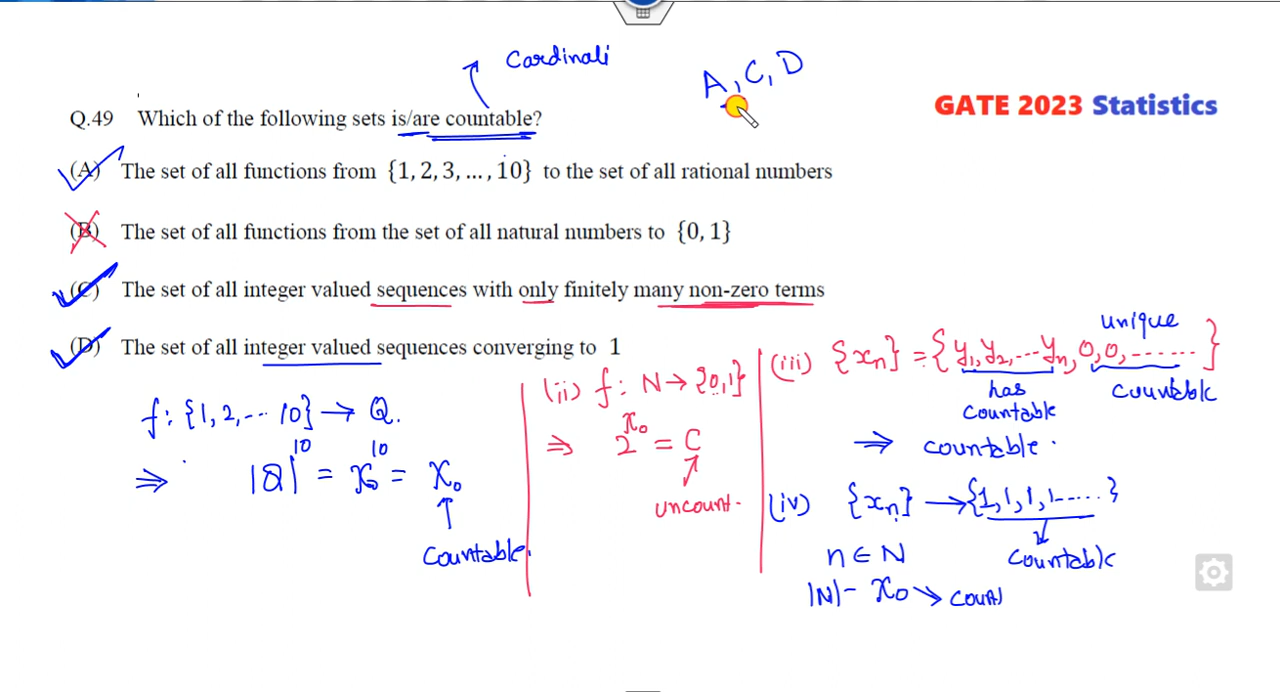 Cardinali
A, C, D
GATE 2023 Statistics
Q.49 Which of the following sets is/are countable?
(A) The set of all functions from {1, 2, 3, ..., 10} to the set of all rational numbers
(B) The set of all functions from the set of all natural numbers to {0, 1}
(C) The set of all integer valued sequences with only finitely many non-zero terms
(D) The set of all integer valued sequences converging to 1
f: {1, 2, ... 10} → Q.
⇒ |Q|^10 = χ₀^10 = χ₀
↑
Countable.
(ii) f: N → {0,1}
⇒ 2^χ₀ = C
uncount.
unique
(iii) {xn} = {y1, y2, ... yn, 0, 0, ......}
has countable
countable
⇒ countable.
(iv) {xn} → {1, 1, 1, 1.....}
countable
n ∈ N
|N| - χ₀ → count